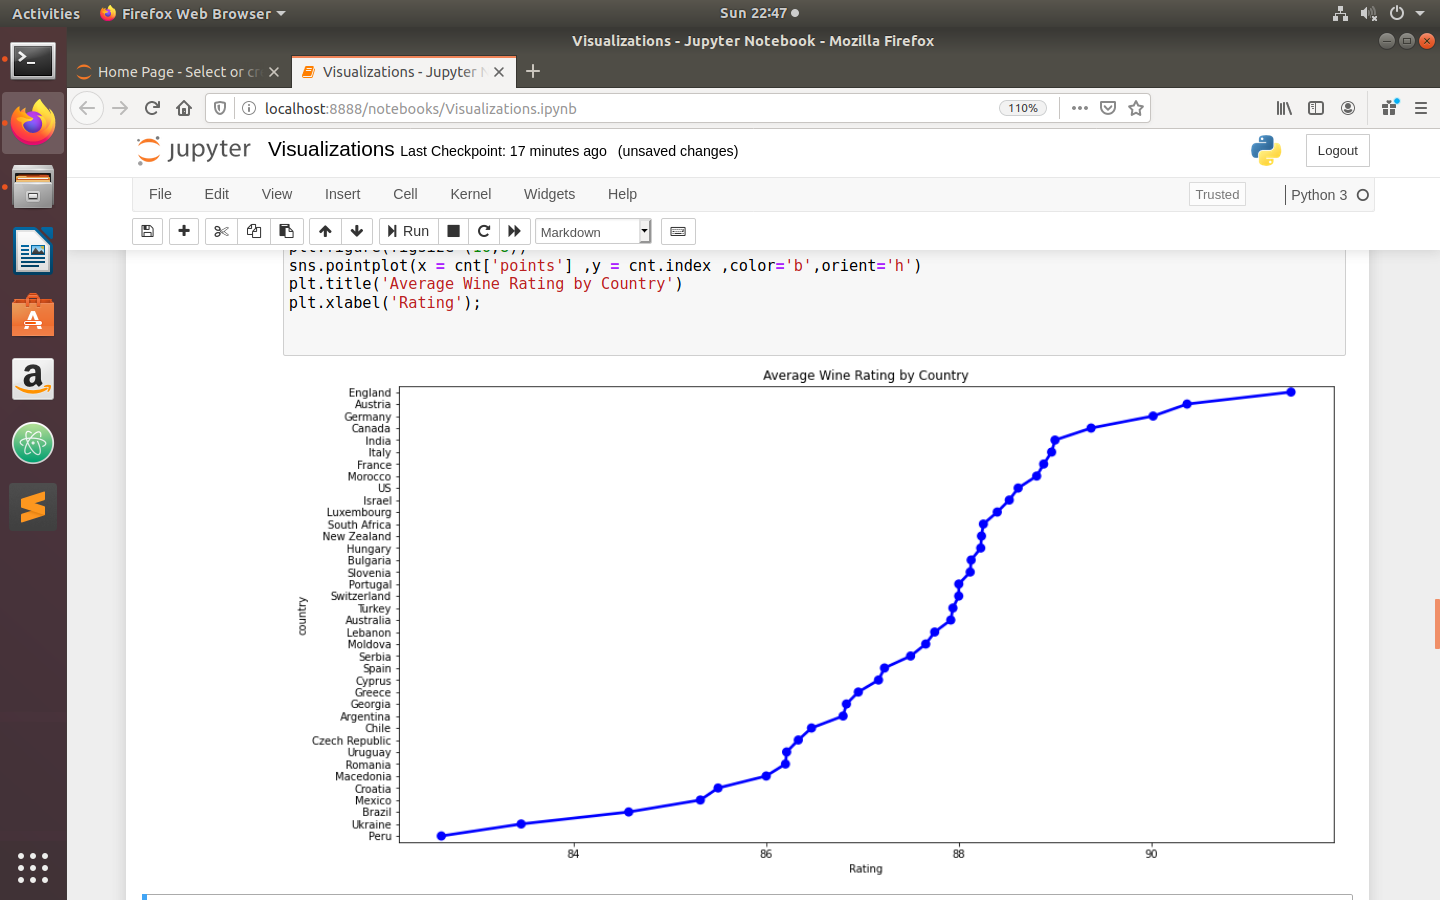 Activities
Firefox Web Browser
Sun 22:47
Visualizations - Jupyter Notebook - Mozilla Firefox
Home Page - Select or cr
Visualizations - Jupyter N
localhost:8888/notebooks/Visualizations.ipynb
110%
jupyter
Visualizations Last Checkpoint: 17 minutes ago (unsaved changes)
Logout
File Edit View Insert Cell Kernel Widgets Help
Trusted
Python 3
Run
Markdown
sns.pointplot(x = cnt['points'] ,y = cnt.index ,color='b',orient='h')
plt.title('Average Wine Rating by Country')
plt.xlabel('Rating');
Average Wine Rating by Country
England
Austria
Germany
Canada
India
Italy
France
Morocco
US
Israel
Luxembourg
South Africa
New Zealand
Hungary
Bulgaria
Slovenia
Portugal
Switzerland
Turkey
Australia
Lebanon
Moldova
Serbia
Spain
Cyprus
Greece
Georgia
Argentina
Chile
Czech Republic
Uruguay
Romania
Macedonia
Croatia
Mexico
Brazil
Ukraine
Peru
country
84 86 88 90
Rating